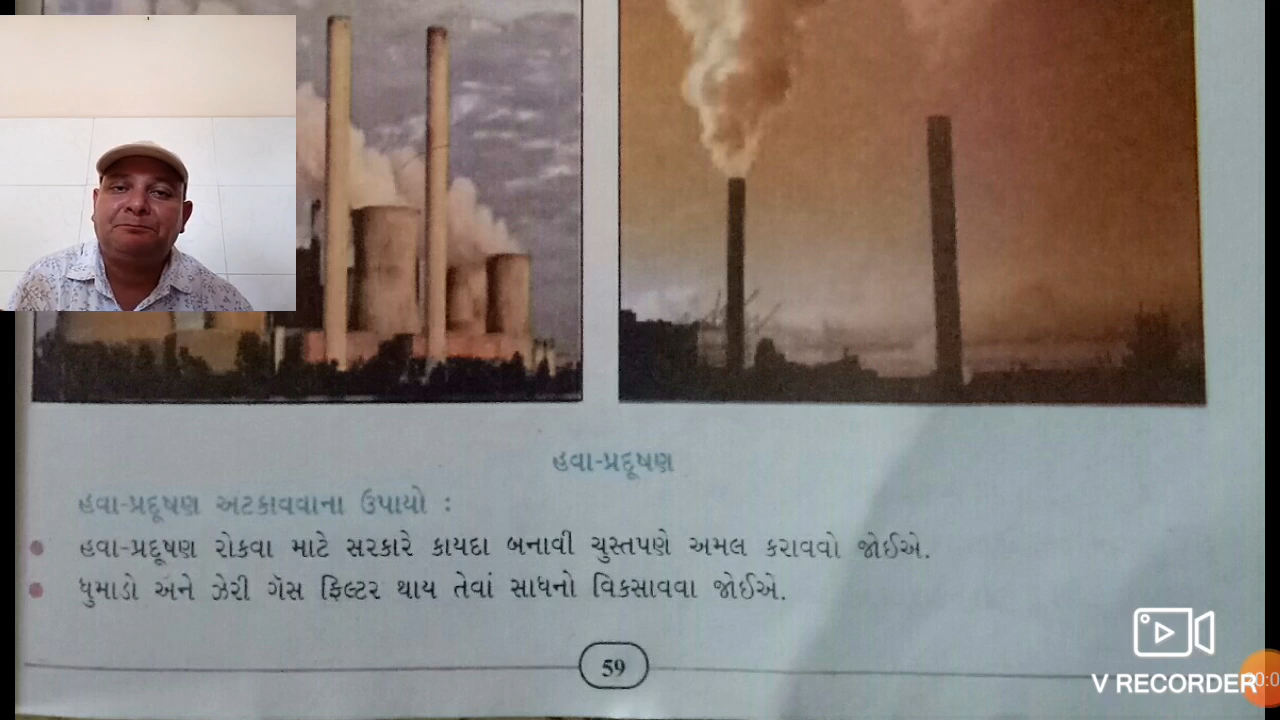 હવા-પ્રદૂષણ
હવા-પ્રદૂષણ અટકાવવાના ઉપાયો :
● હવા-પ્રદૂષણ રોકવા માટે સરકારે કાયદા બનાવી ચુસ્તપણે અમલ કરાવવો જોઈએ.
● ધુમાડો અને ઝેરી ગૅસ ફિલ્ટર થાય તેવાં સાધનો વિકસાવવા જોઈએ.
59
V RECORDER